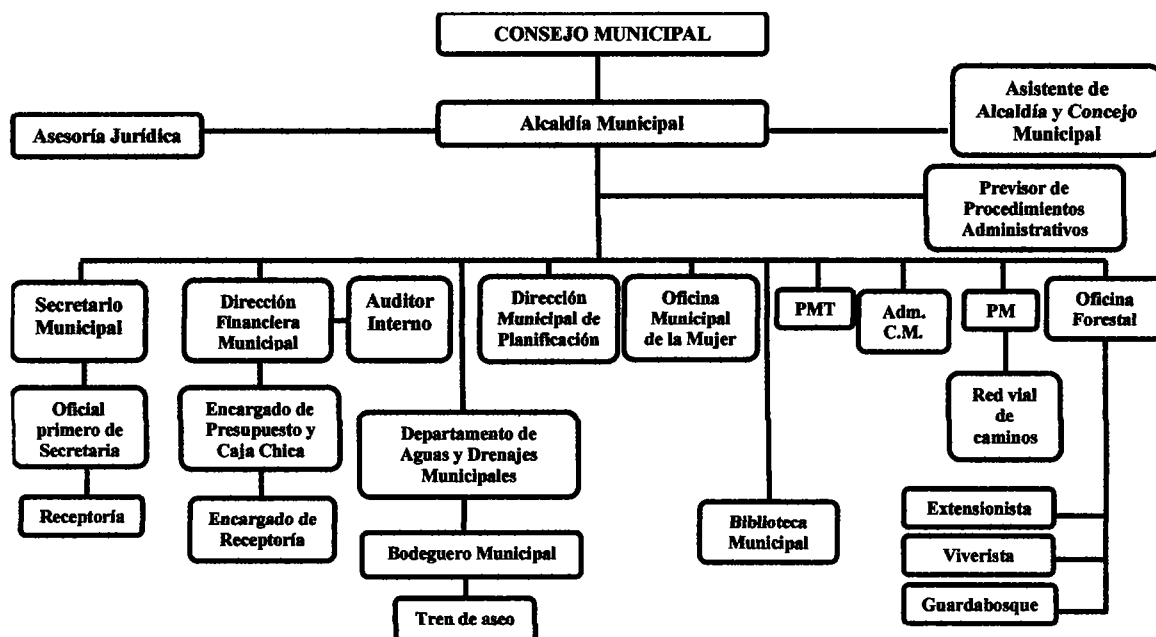 CONSEJO MUNICIPAL
Asesoría Jurídica
Alcaldía Municipal
Asistente de
Alcaldía y Concejo
Municipal
Previsor de
Procedimientos
Administrativos
Secretario
Municipal
Dirección
Financiera
Municipal
Auditor
Interno
Dirección
Municipal de
Planificación
Oficina
Municipal
de la Mujer
PMT
Adm.
C.M.
PM
Oficina
Forestal
Oficial
primero de
Secretaria
Encargado de
Presupuesto y
Caja Chica
Departamento de
Aguas y Drenajes
Municipales
Red vial
de
caminos
Receptoría
Encargado de
Receptoría
Bodeguero Municipal
Tren de aseo
Biblioteca
Municipal
Extensionista
Viverista
Guardabosque